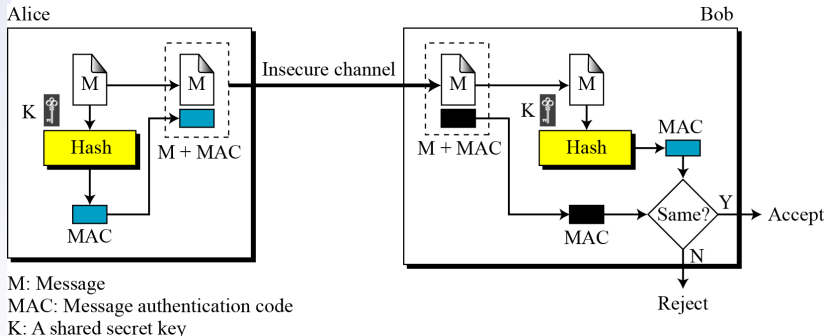 Alice
Bob
M
M
Insecure channel
M
M
K
K
Hash
M + MAC
M + MAC
Hash
MAC
MAC
MAC
Same?
Y
Accept
N
Reject
M: Message
MAC: Message authentication code
K: A shared secret key